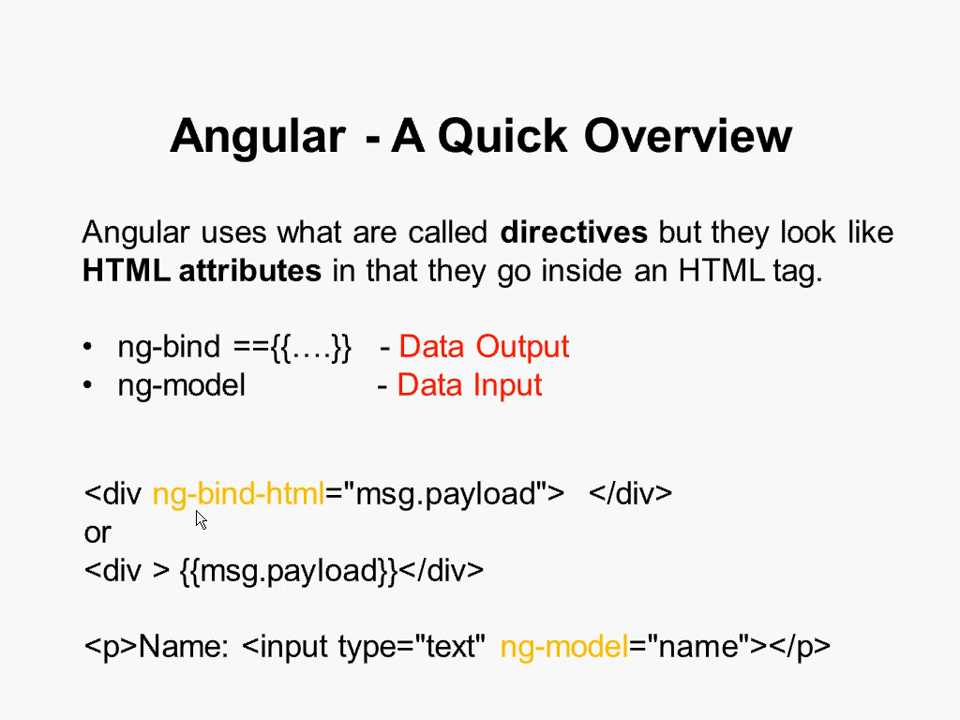 Angular - A Quick Overview
Angular uses what are called directives but they look like
HTML attributes in that they go inside an HTML tag.
• ng-bind =={{….}} - Data Output
• ng-model - Data Input
<div ng-bind-html="msg.payload"> </div>
or
<div > {{msg.payload}}</div>
<p>Name: <input type="text" ng-model="name"></p>